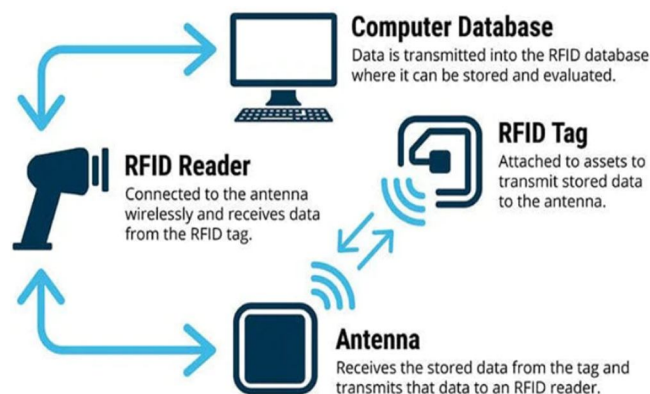 Computer Database
Data is transmitted into the RFID database
where it can be stored and evaluated.
RFID Tag
Attached to assets to
transmit stored data
to the antenna.
RFID Reader
Connected to the antenna
wirelessly and receives data
from the RFID tag.
Antenna
Receives the stored data from the tag and
transmits that data to an RFID reader.